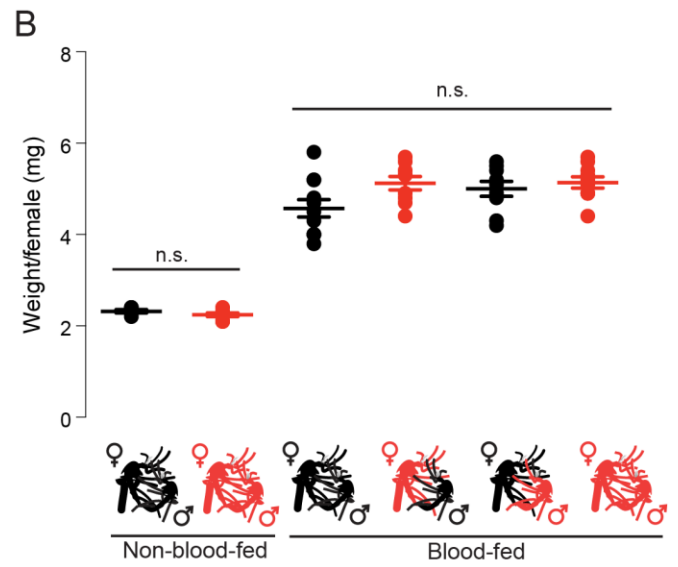 B
8
6
4
2
0
Weight/female (mg)
n.s.
n.s.
♀ ♂ ♀ ♂ ♀ ♂ ♀ ♂ ♀ ♂ ♀ ♂
Non-blood-fed Blood-fed